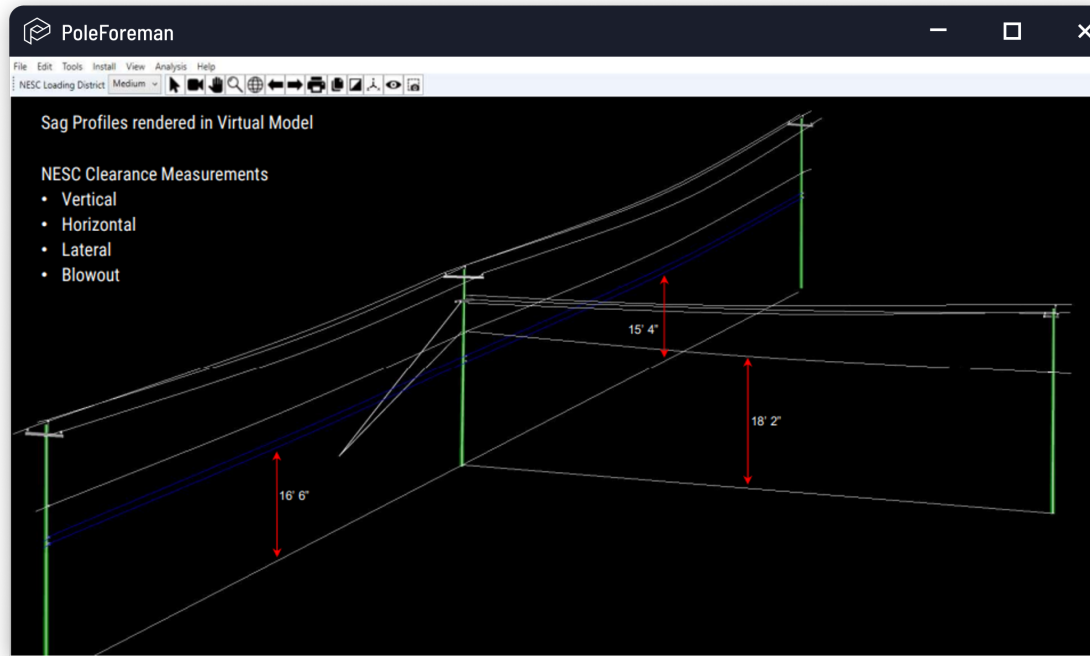 PoleForeman
File Edit Tools Install View Analysis Help
NESC Loading District Medium
Sag Profiles rendered in Virtual Model
NESC Clearance Measurements
• Vertical
• Horizontal
• Lateral
• Blowout
15' 4"
18' 2"
16' 6"